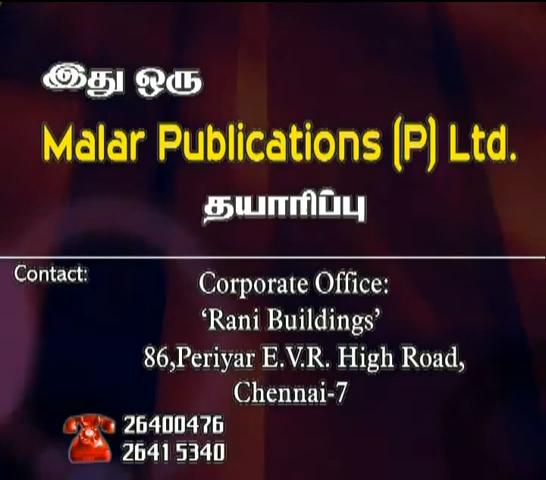 இது ஒரு
Malar Publications (P) Ltd.
தயாரிப்பு
Contact:
Corporate Office:
‘Rani Buildings’
86,Periyar E.V.R. High Road,
Chennai-7
26400476
2641 5340